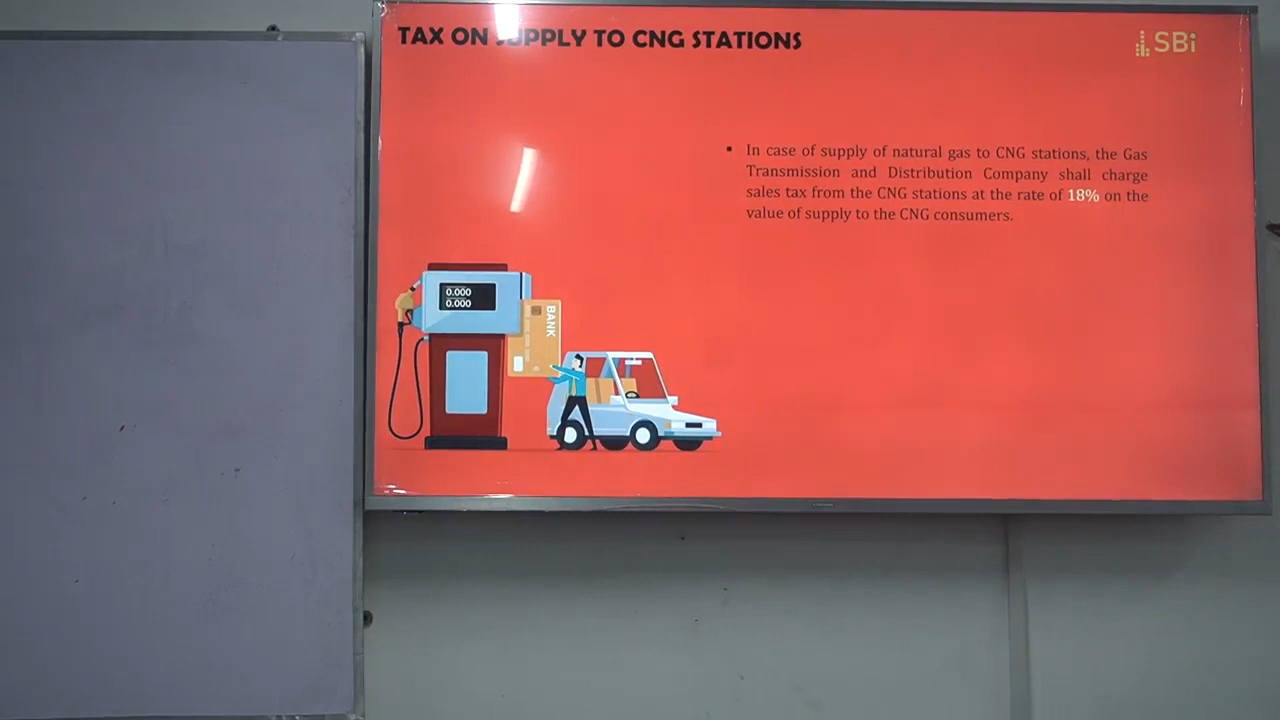 TAX ON SUPPLY TO CNG STATIONS
SBi
▪ In case of supply of natural gas to CNG stations, the Gas
Transmission and Distribution Company shall charge
sales tax from the CNG stations at the rate of 18% on the
value of supply to the CNG consumers.
0.000
0.000
BANK